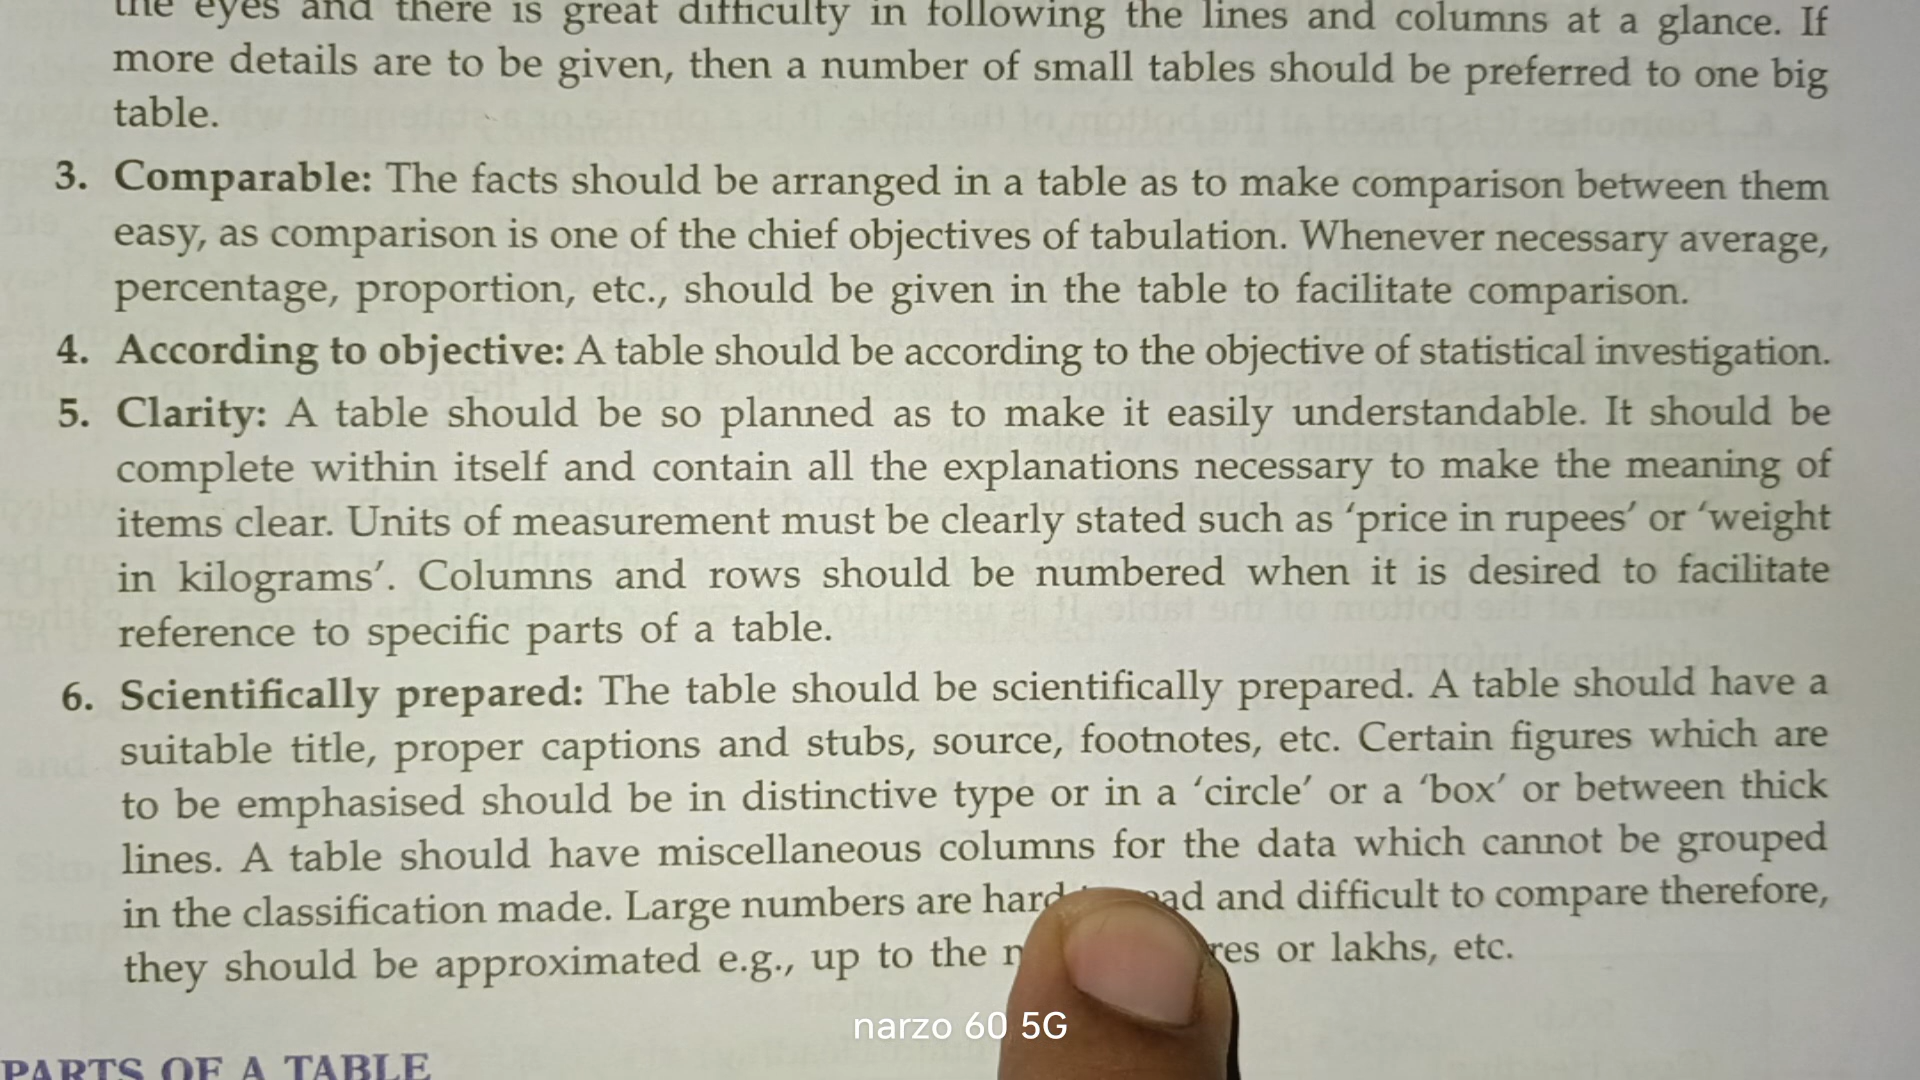 the eyes and there is great difficulty in following the lines and columns at a glance. If
more details are to be given, then a number of small tables should be preferred to one big
table.
3. Comparable: The facts should be arranged in a table as to make comparison between them
easy, as comparison is one of the chief objectives of tabulation. Whenever necessary average,
percentage, proportion, etc., should be given in the table to facilitate comparison.
4. According to objective: A table should be according to the objective of statistical investigation.
5. Clarity: A table should be so planned as to make it easily understandable. It should be
complete within itself and contain all the explanations necessary to make the meaning of
items clear. Units of measurement must be clearly stated such as ‘price in rupees’ or ‘weight
in kilograms’. Columns and rows should be numbered when it is desired to facilitate
reference to specific parts of a table.
6. Scientifically prepared: The table should be scientifically prepared. A table should have a
suitable title, proper captions and stubs, source, footnotes, etc. Certain figures which are
to be emphasised should be in distinctive type or in a ‘circle’ or a ‘box’ or between thick
lines. A table should have miscellaneous columns for the data which cannot be grouped
in the classification made. Large numbers are hard and difficult to compare therefore,
they should be approximated e.g., up to the or lakhs, etc.
narzo 60 5G
PARTS OF A TABLE